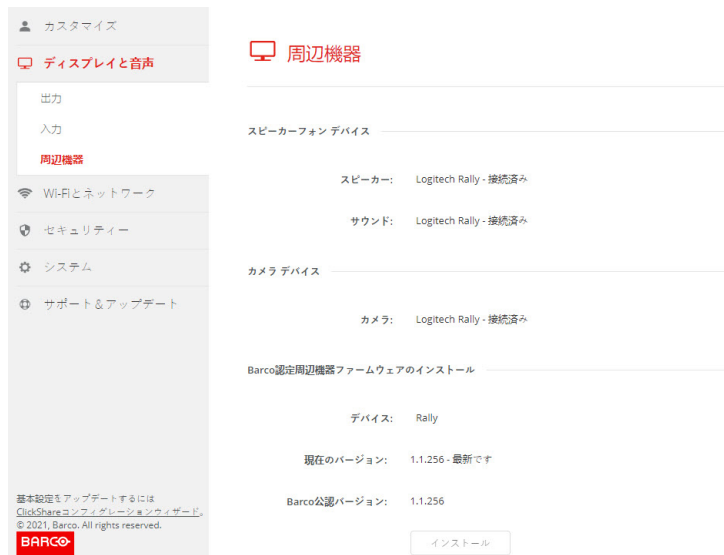 カスタマイズ
ディスプレイと音声
出力
入力
周辺機器
Wi-Fiとネットワーク
セキュリティー
システム
サポート＆アップデート
基本設定をアップデートするには
ClickShareコンフィグレーションウィザード。
© 2021, Barco. All rights reserved.
BARCO
周辺機器
スピーカーフォン デバイス
スピーカー: Logitech Rally - 接続済み
サウンド: Logitech Rally - 接続済み
カメラ デバイス
カメラ: Logitech Rally - 接続済み
Barco認定周辺機器ファームウェアのインストール
デバイス: Rally
現在のバージョン: 1.1.256 - 最新です
Barco公認バージョン: 1.1.256
インストール